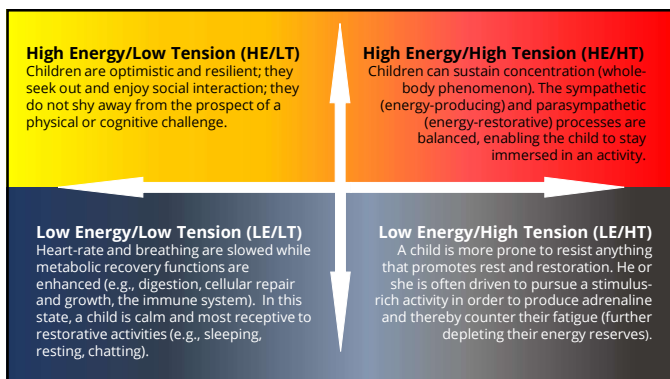 High Energy/Low Tension (HE/LT)
Children are optimistic and resilient; they
seek out and enjoy social interaction; they
do not shy away from the prospect of a
physical or cognitive challenge.
High Energy/High Tension (HE/HT)
Children can sustain concentration (whole-
body phenomenon). The sympathetic
(energy-producing) and parasympathetic
(energy-restorative) processes are
balanced, enabling the child to stay
immersed in an activity.
Low Energy/Low Tension (LE/LT)
Heart-rate and breathing are slowed while
metabolic recovery functions are
enhanced (e.g., digestion, cellular repair
and growth, the immune system). In this
state, a child is calm and most receptive to
restorative activities (e.g., sleeping,
resting, chatting).
Low Energy/High Tension (LE/HT)
A child is more prone to resist anything
that promotes rest and restoration. He or
she is often driven to pursue a stimulus-
rich activity in order to produce adrenaline
and thereby counter their fatigue (further
depleting their energy reserves).